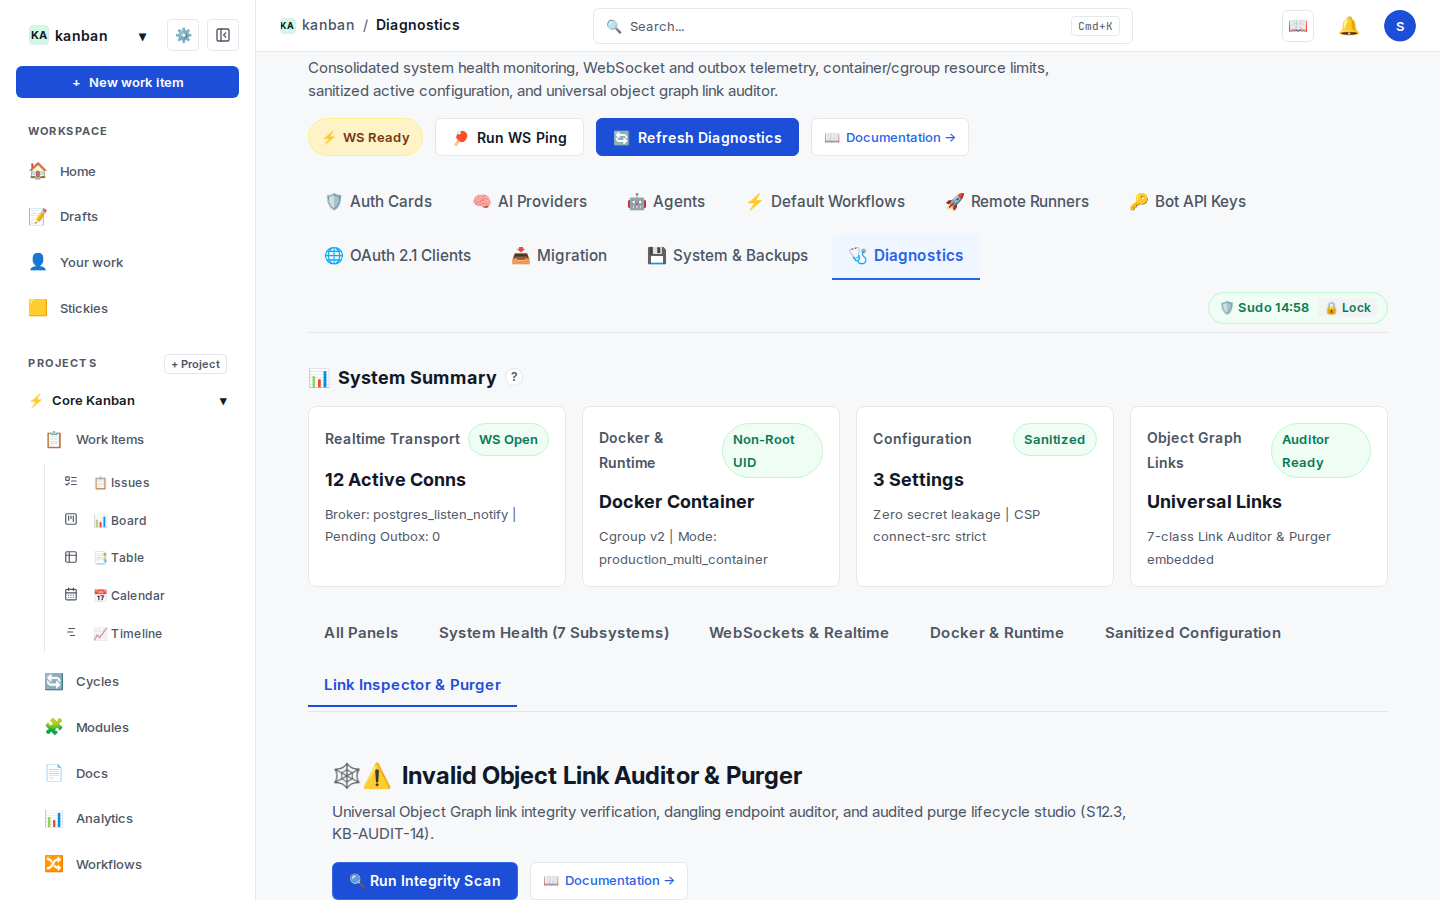 KA kanban ▾
+ New work item
WORKSPACE
Home
Drafts
Your work
Stickies
PROJECTS
+ Project
Core Kanban ▾
Work Items
Issues
Board
Table
Calendar
Timeline
Cycles
Modules
Docs
Analytics
Workflows
KA kanban / Diagnostics
Search...
Cmd+K
S
Consolidated system health monitoring, WebSocket and outbox telemetry, container/cgroup resource limits,
sanitized active configuration, and universal object graph link auditor.
WS Ready
Run WS Ping
Refresh Diagnostics
Documentation →
Auth Cards
AI Providers
Agents
Default Workflows
Remote Runners
Bot API Keys
OAuth 2.1 Clients
Migration
System & Backups
Diagnostics
Sudo 14:58
Lock
System Summary ?
Realtime Transport
WS Open
12 Active Conns
Broker: postgres_listen_notify |
Pending Outbox: 0
Docker &
Runtime
Non-Root
UID
Docker Container
Cgroup v2 | Mode:
production_multi_container
Configuration
Sanitized
3 Settings
Zero secret leakage | CSP
connect-src strict
Object Graph
Links
Auditor
Ready
Universal Links
7-class Link Auditor & Purger
embedded
All Panels
System Health (7 Subsystems)
WebSockets & Realtime
Docker & Runtime
Sanitized Configuration
Link Inspector & Purger
Invalid Object Link Auditor & Purger
Universal Object Graph link integrity verification, dangling endpoint auditor, and audited purge lifecycle studio (S12.3,
KB-AUDIT-14).
Run Integrity Scan
Documentation →